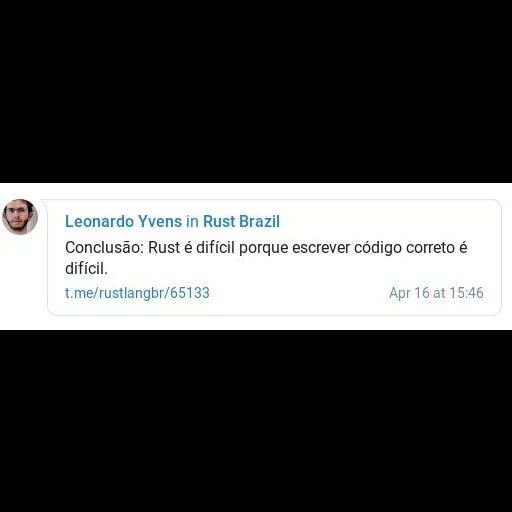 Leonardo Yvens in Rust Brazil
Conclusão: Rust é difícil porque escrever código correto é
difícil.
t.me/rustlangbr/65133 Apr 16 at 15:46